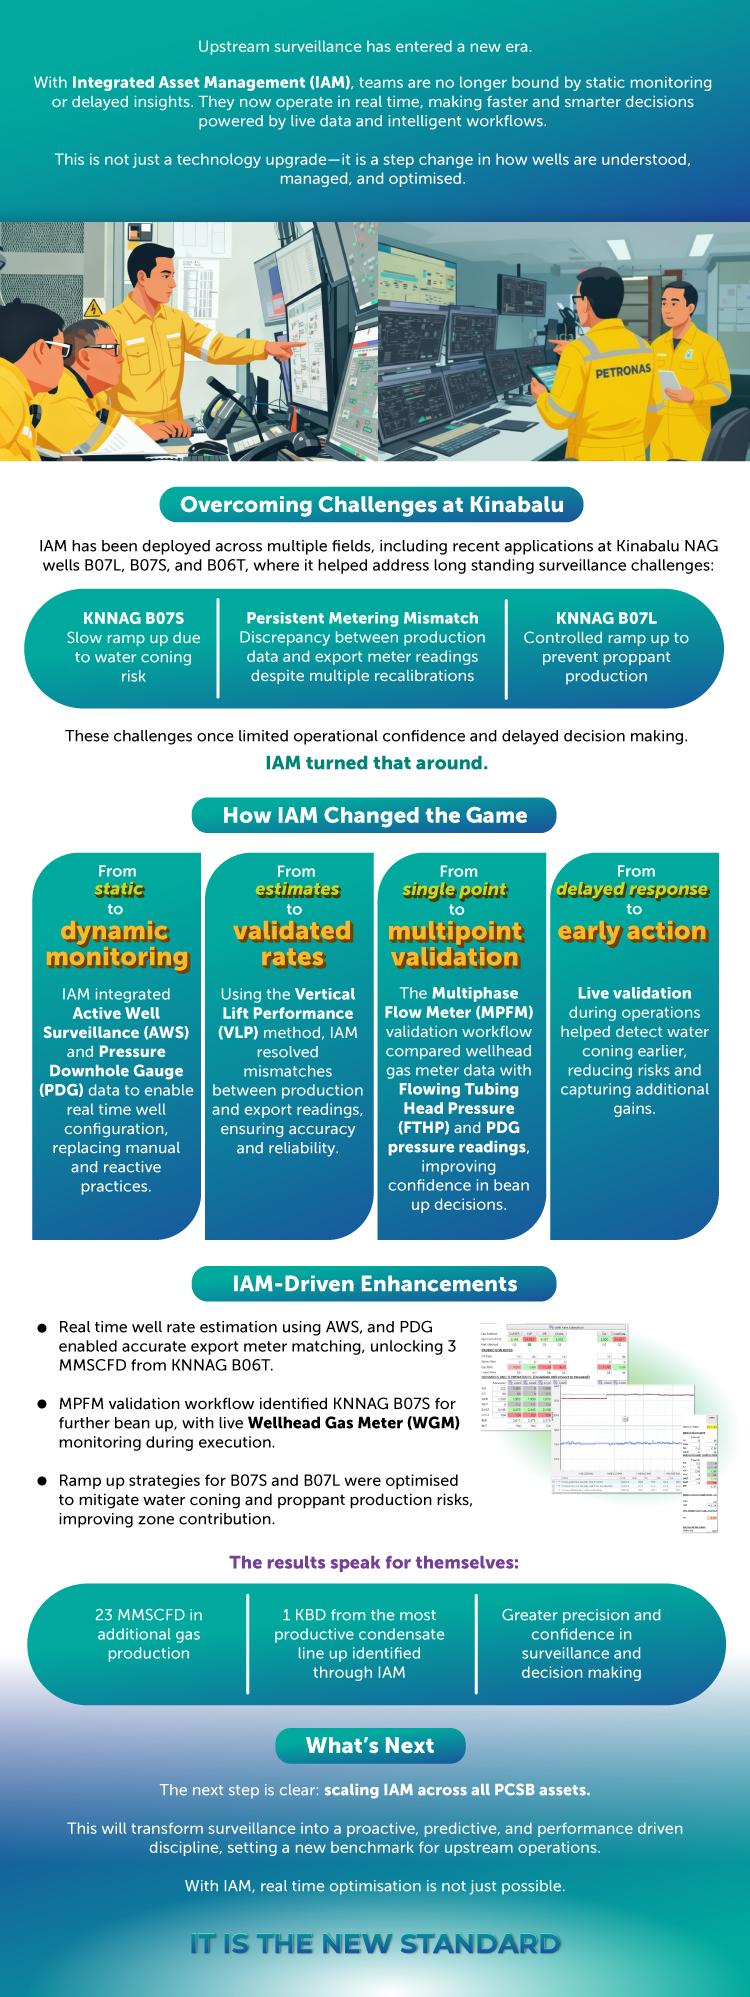 Upstream surveillance has entered a new era.
With Integrated Asset Management (IAM), teams are no longer bound by static monitoring
or delayed insights. They now operate in real time, making faster and smarter decisions
powered by live data and intelligent workflows.
This is not just a technology upgrade—it is a step change in how wells are understood,
managed, and optimised.
PETRONAS
Overcoming Challenges at Kinabalu
IAM has been deployed across multiple fields, including recent applications at Kinabalu NAG
wells B07L, B07S, and B06T, where it helped address long standing surveillance challenges:
KNNAG B07S
Slow ramp up due
to water coning
risk
Persistent Metering Mismatch
Discrepancy between production
data and export meter readings
despite multiple recalibrations
KNNAG B07L
Controlled ramp up to
prevent proppant
production
These challenges once limited operational confidence and delayed decision making.
IAM turned that around.
How IAM Changed the Game
From
static
to
dynamic
monitoring
IAM integrated
Active Well
Surveillance (AWS)
and Pressure
Downhole Gauge
(PDG) data to enable
real time well
configuration,
replacing manual
and reactive
practices.
From
estimates
to
validated
rates
Using the Vertical
Lift Performance
(VLP) method, IAM
resolved
mismatches
between production
and export readings,
ensuring accuracy
and reliability.
From
single point
to
multipoint
validation
The Multiphase
Flow Meter (MPFM)
validation workflow
compared wellhead
gas meter data with
Flowing Tubing
Head Pressure
(FTHP) and PDG
pressure readings,
improving
confidence in bean
up decisions.
From
delayed response
to
early action
Live validation
during operations
helped detect water
coning earlier,
reducing risks and
capturing additional
gains.
IAM-Driven Enhancements
● Real time well rate estimation using AWS, and PDG
enabled accurate export meter matching, unlocking 3
MMSCFD from KNNAG B06T.
● MPFM validation workflow identified KNNAG B07S for
further bean up, with live Wellhead Gas Meter (WGM)
monitoring during execution.
● Ramp up strategies for B07S and B07L were optimised
to mitigate water coning and proppant production risks,
improving zone contribution.
The results speak for themselves:
23 MMSCFD in
additional gas
production
1 KBD from the most
productive condensate
line up identified
through IAM
Greater precision and
confidence in
surveillance and
decision making
What's Next
The next step is clear: scaling IAM across all PCSB assets.
This will transform surveillance into a proactive, predictive, and performance driven
discipline, setting a new benchmark for upstream operations.
With IAM, real time optimisation is not just possible.
IT IS THE NEW STANDARD